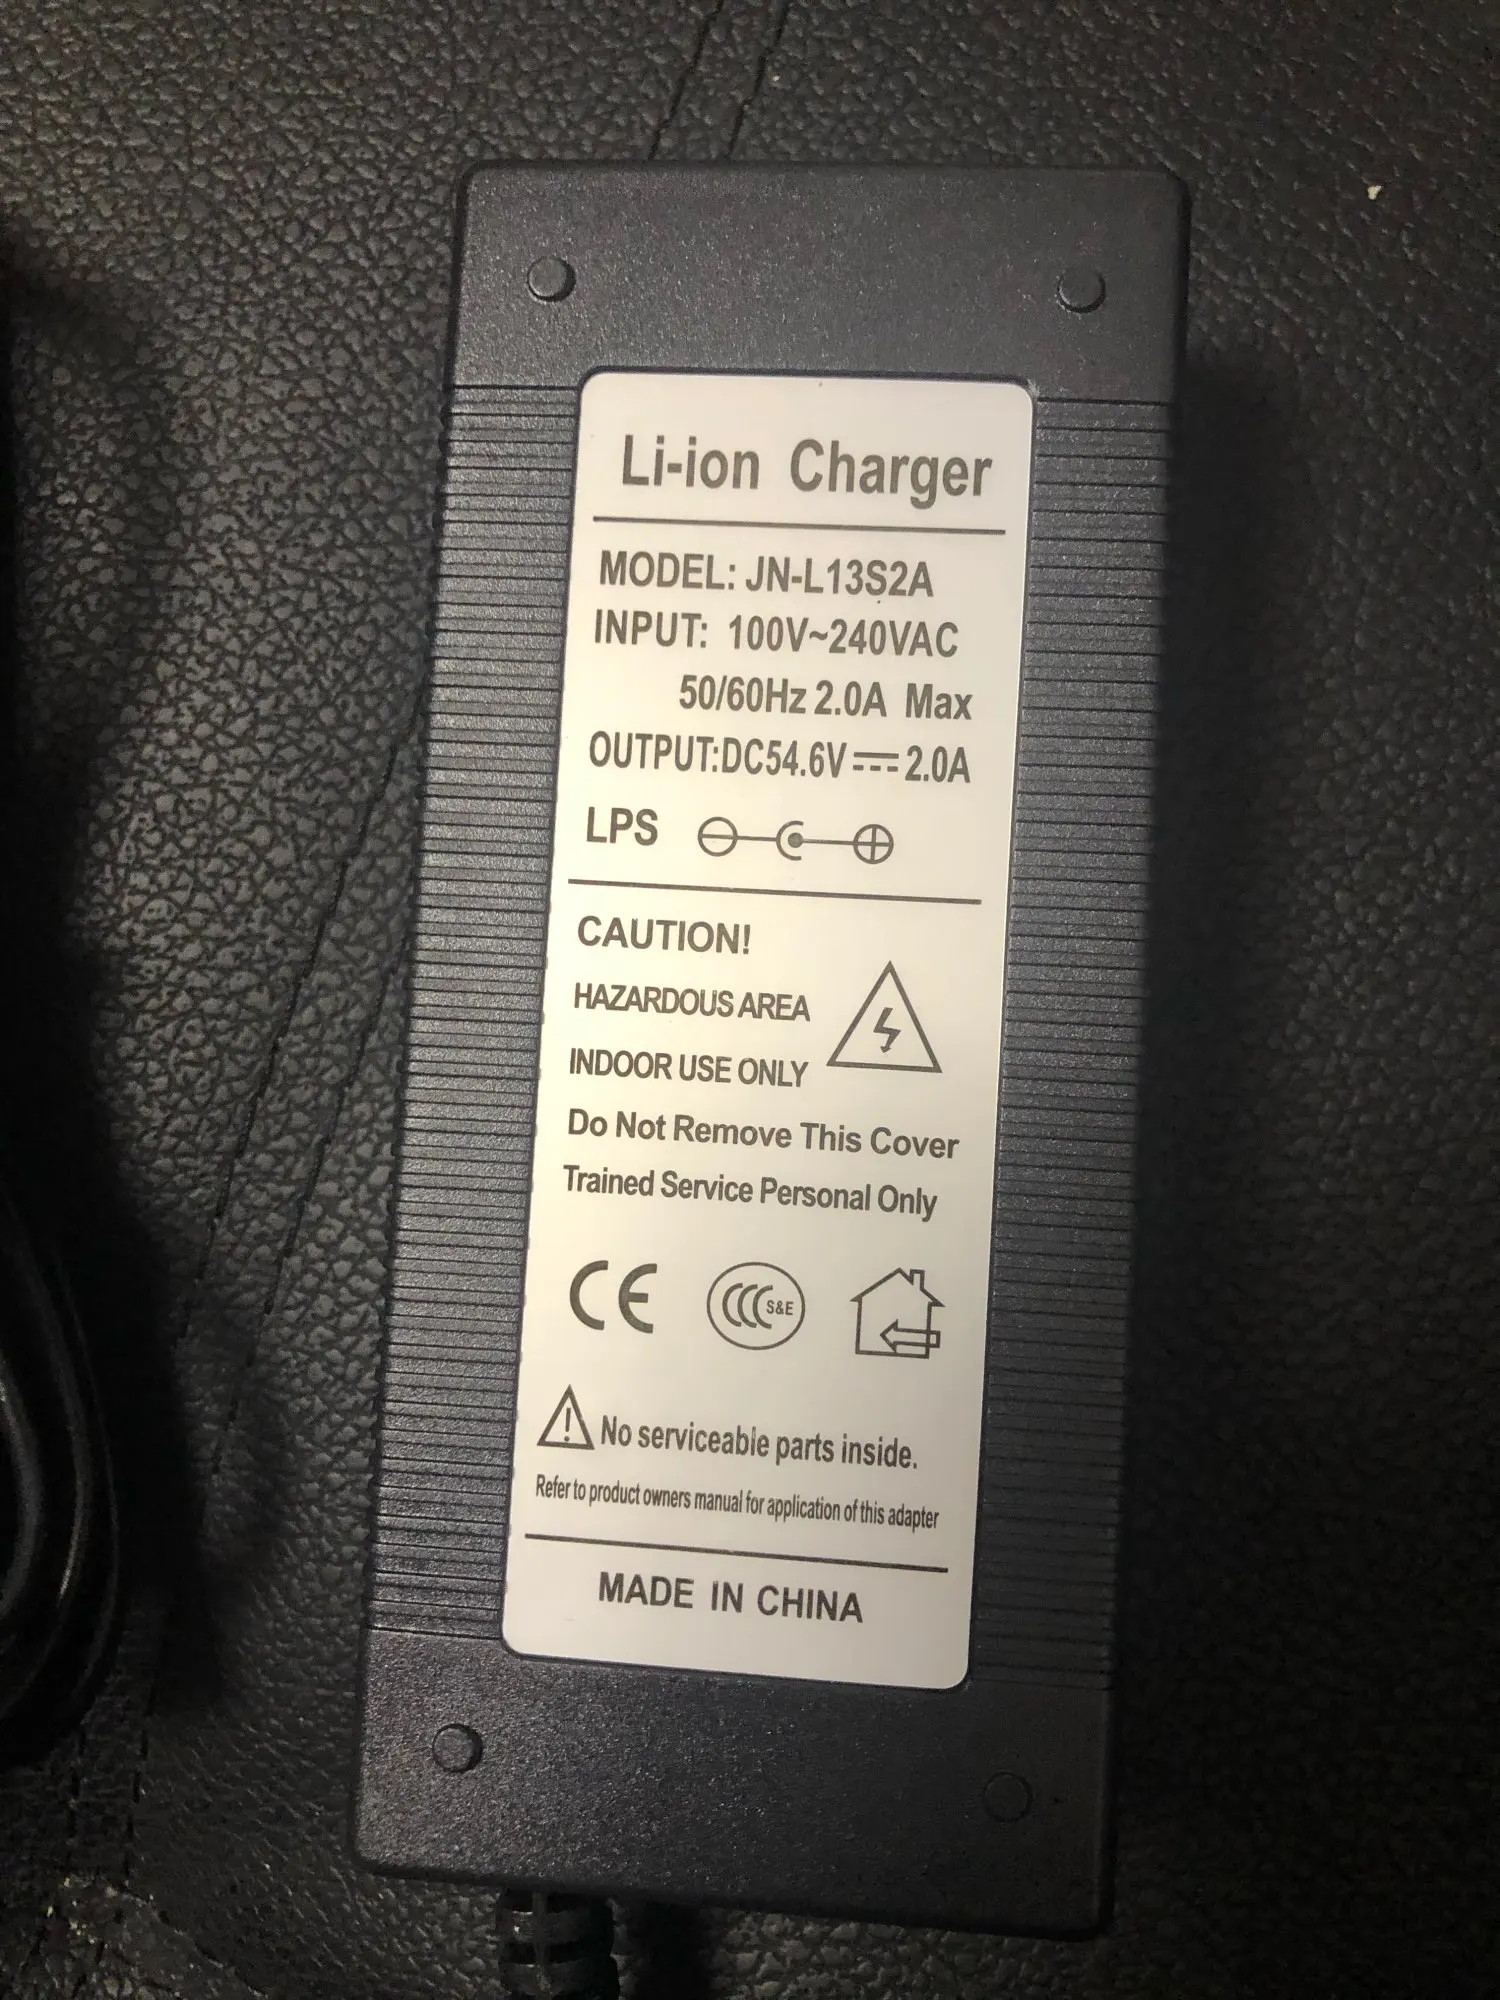 Li-ion Charger
MODEL: JN-L13S2A
INPUT: 100V~240VAC
50/60Hz 2.0A Max
OUTPUT:DC54.6V⎓2.0A
LPS
CAUTION!
HAZARDOUS AREA
INDOOR USE ONLY
Do Not Remove This Cover
Trained Service Personal Only
CE CCC S&E
! No serviceable parts inside.
Refer to product owners manual for application of this adapter
MADE IN CHINA